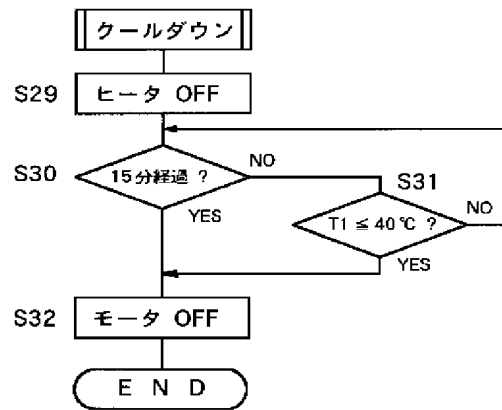 クールダウン
S29
ヒータ OFF
S30
15分経過 ?
NO
S31
YES
T1 ≦ 40 ℃ ?
NO
YES
S32
モータ OFF
E N D